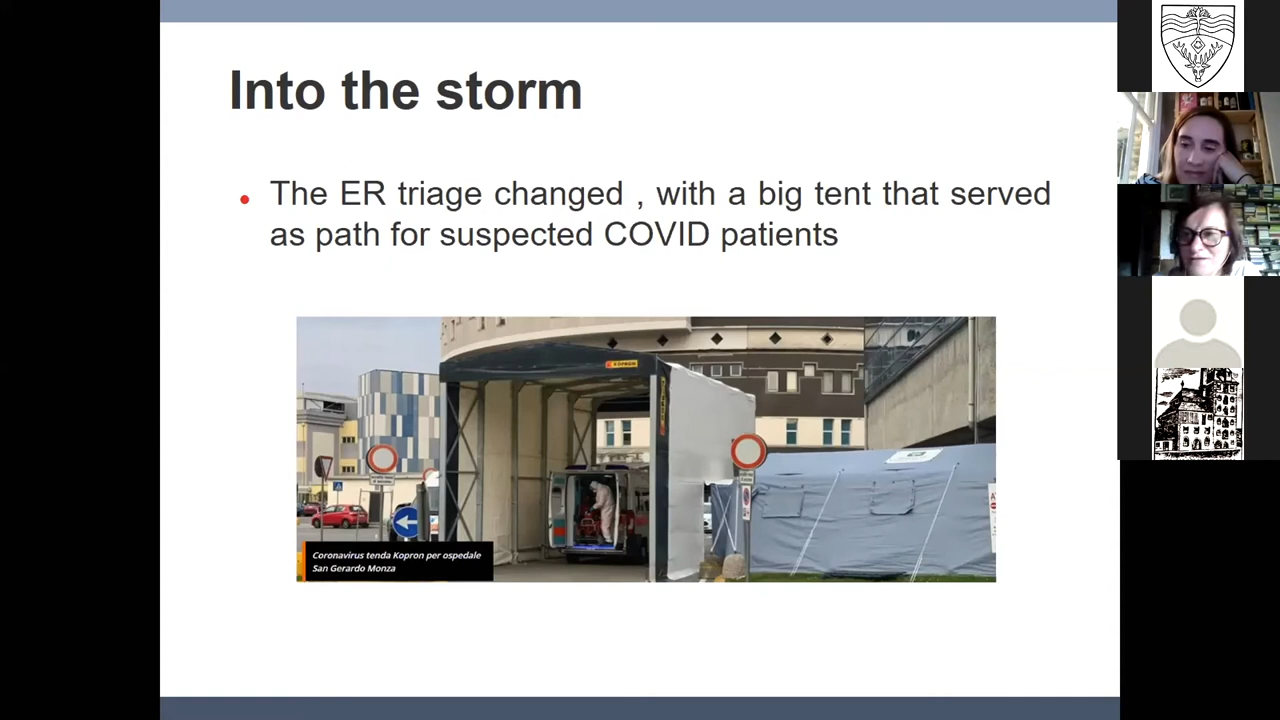 Into the storm
The ER triage changed , with a big tent that served
as path for suspected COVID patients
KOPRON
Coronavirus tenda Kopron per ospedale
San Gerardo Monza